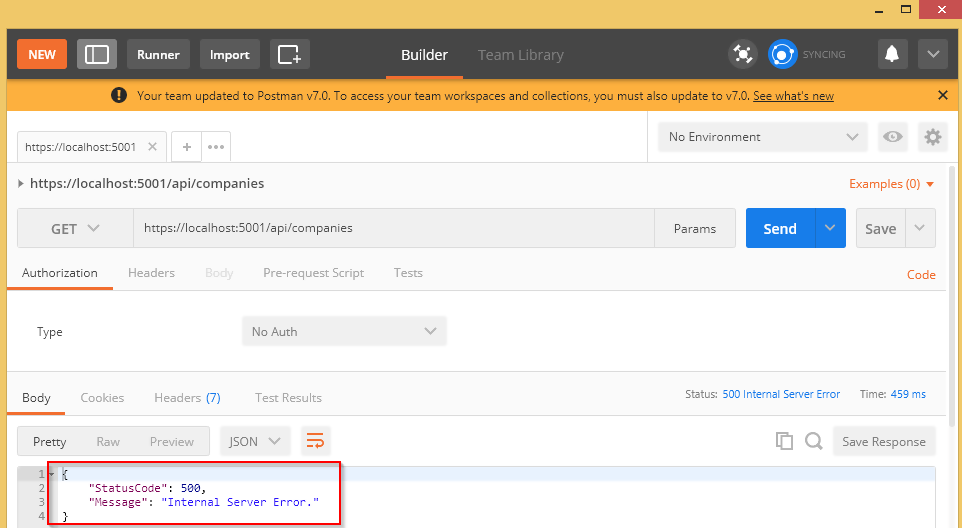 NEW Runner Import Builder Team Library SYNCING
Your team updated to Postman v7.0. To access your team workspaces and collections, you must also update to v7.0. See what's new
https://localhost:5001 No Environment
https://localhost:5001/api/companies Examples (0)
GET https://localhost:5001/api/companies Params Send Save
Authorization Headers Body Pre-request Script Tests Code
Type No Auth
Body Cookies Headers (7) Test Results Status: 500 Internal Server Error Time: 459 ms
Pretty Raw Preview JSON Save Response
1 {
2 "StatusCode": 500,
3 "Message": "Internal Server Error."
4 }